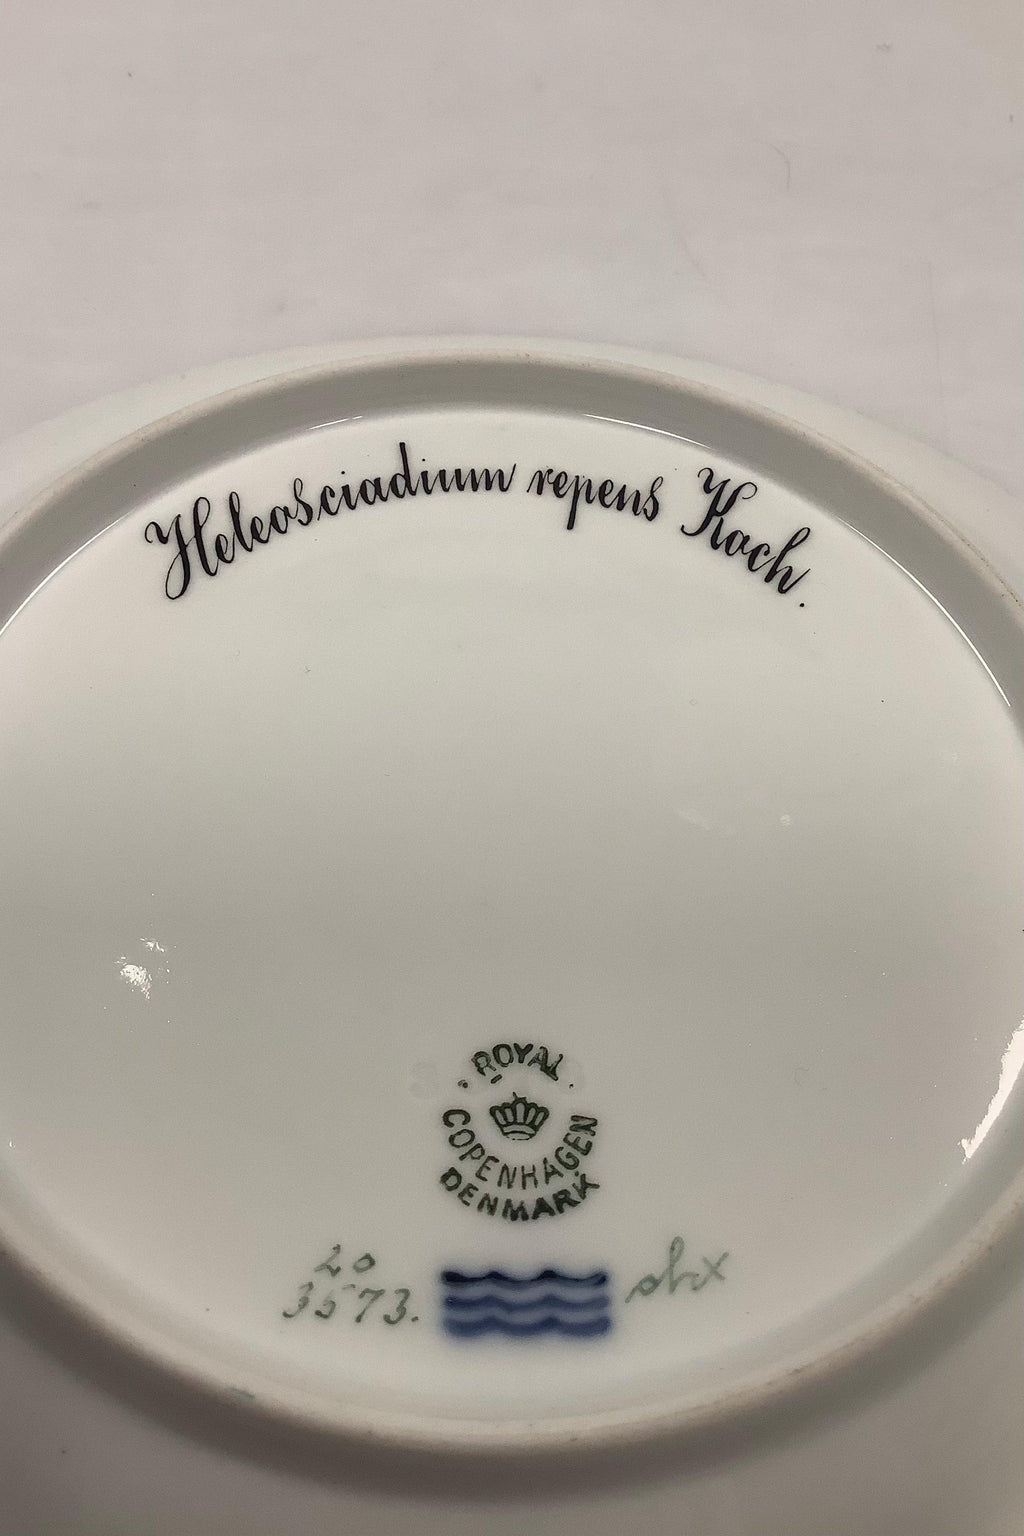 Heleosciadium repens Koch.
ROYAL
COPENHAGEN
DENMARK
20
3573.